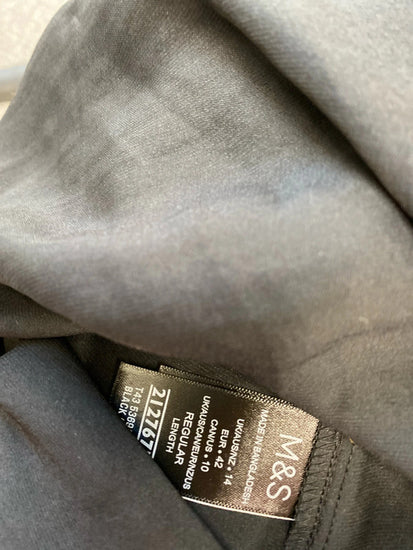 M&S
MADE IN BANGLADESH
UK/AUS/NZ • 14
EUR • 42
CAN/US • 10
UK/AUS/CAN/EUR/NZ/US
REGULAR
LENGTH
212767
T43 5369
BLACK